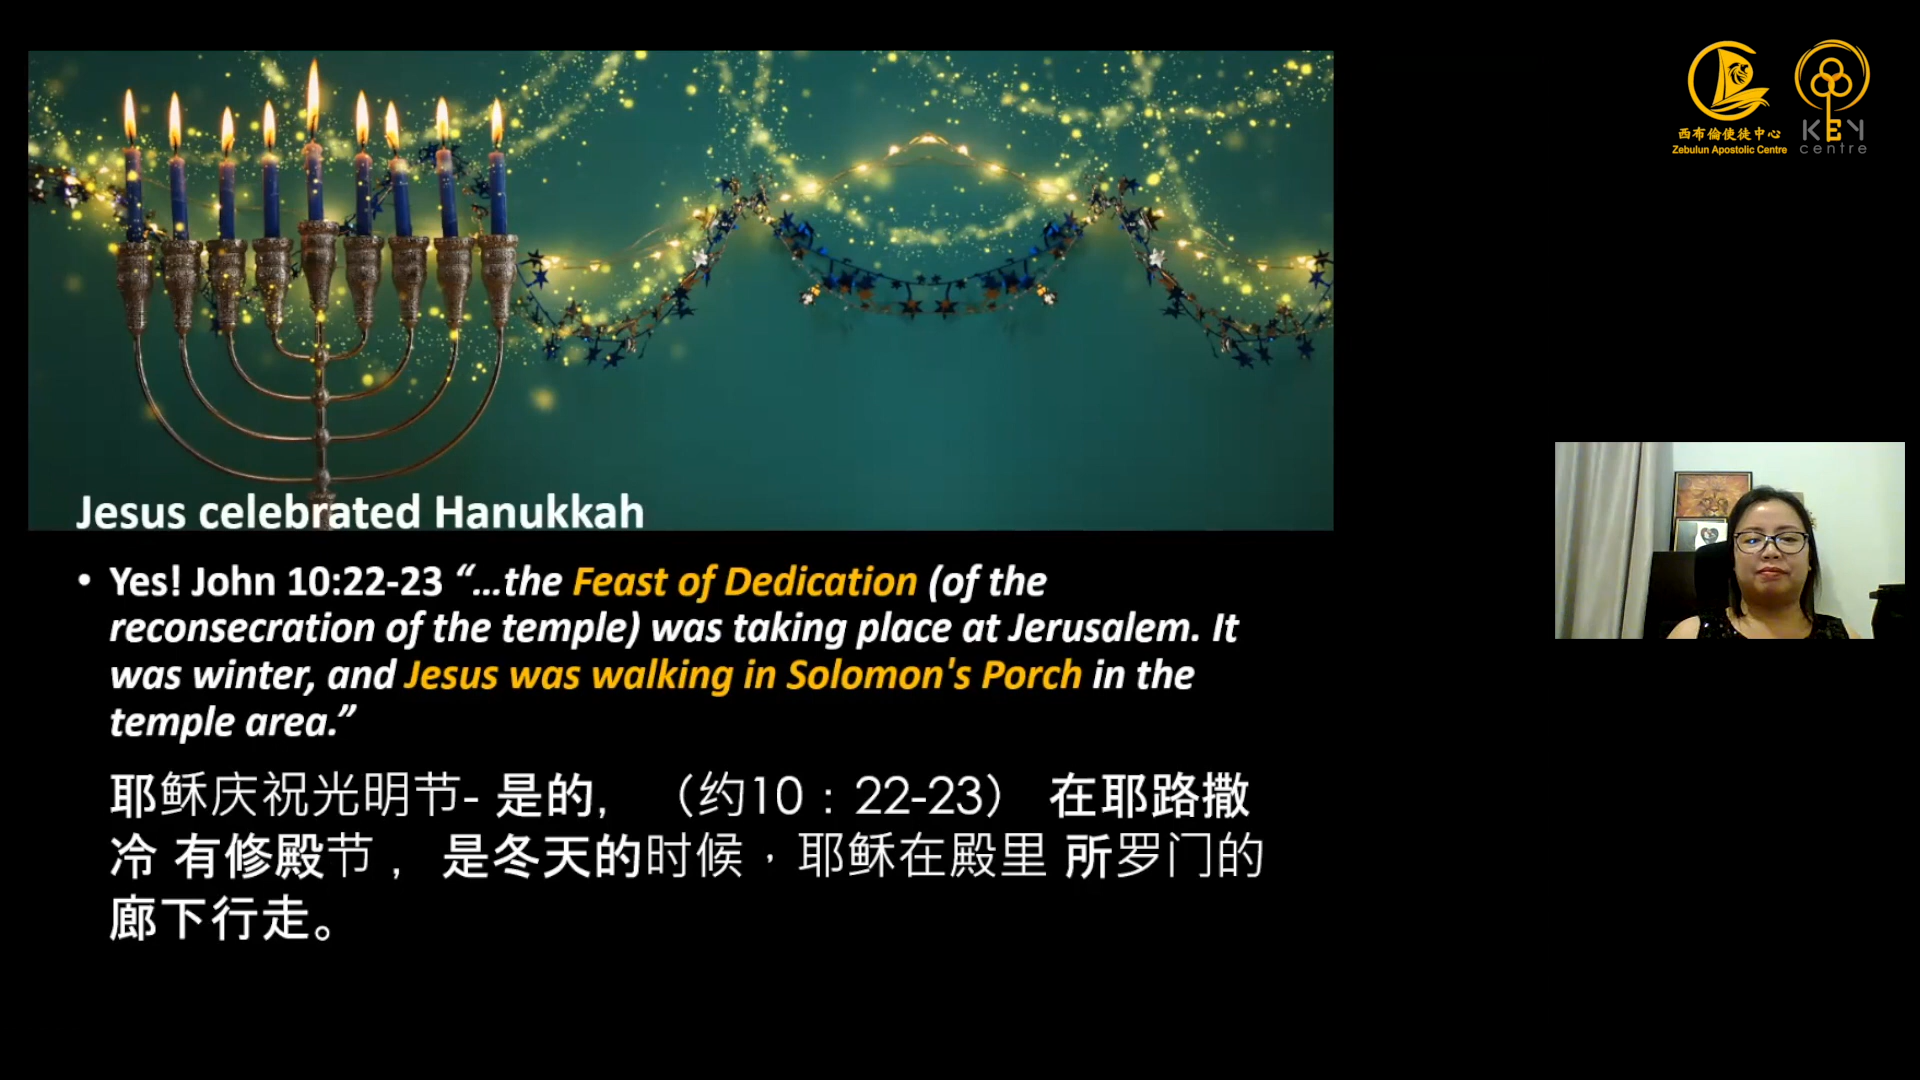 西布倫使徒中心
Zebulun Apostolic Centre
KEY
centre
Jesus celebrated Hanukkah
• Yes! John 10:22-23 “…the Feast of Dedication (of the
reconsecration of the temple) was taking place at Jerusalem. It
was winter, and Jesus was walking in Solomon's Porch in the
temple area.”
耶稣庆祝光明节- 是的, （约10：22-23） 在耶路撒
冷 有修殿节， 是冬天的时候，耶稣在殿里 所罗门的
廊下行走。